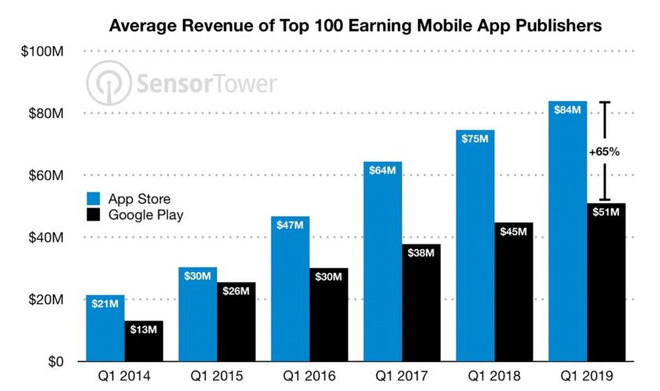 Average Revenue of Top 100 Earning Mobile App Publishers
$100M
SensorTower
$80M
$60M
$40M
$20M
$0
App Store
Google Play
$21M
$13M
$30M
$26M
$47M
$30M
$64M
$38M
$75M
$45M
$84M
+65%
$51M
Q1 2014 Q1 2015 Q1 2016 Q1 2017 Q1 2018 Q1 2019